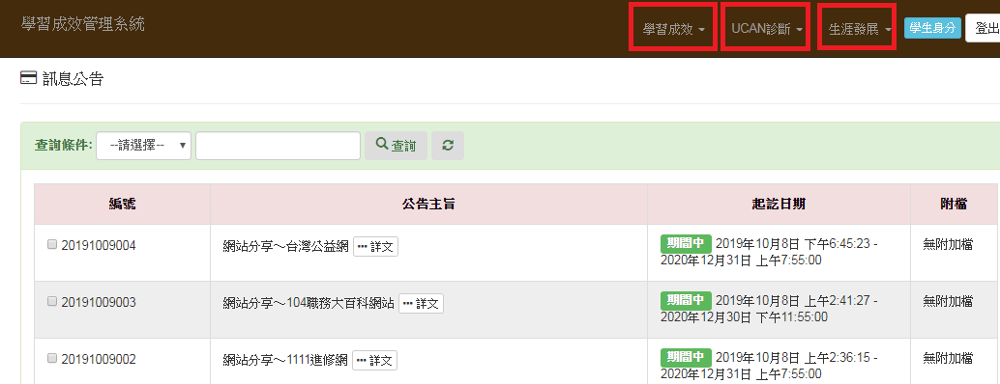 學習成效管理系統 學習成效 UCAN診斷 生涯發展 學生身分 登出
訊息公告
查詢條件: --請選擇-- 查詢
編號 公告主旨 起訖日期 附檔
20191009004 網站分享～台灣公益網 詳文 期間中 2019年10月8日 下午6:45:23 - 無附加檔
2020年12月31日 上午7:55:00
20191009003 網站分享～104職務大百科網站 詳文 期間中 2019年10月8日 上午2:41:27 - 無附加檔
2020年12月30日 下午11:55:00
20191009002 網站分享～1111進修網 詳文 期間中 2019年10月8日 上午2:36:15 - 無附加檔
2020年12月31日 上午7:55:00